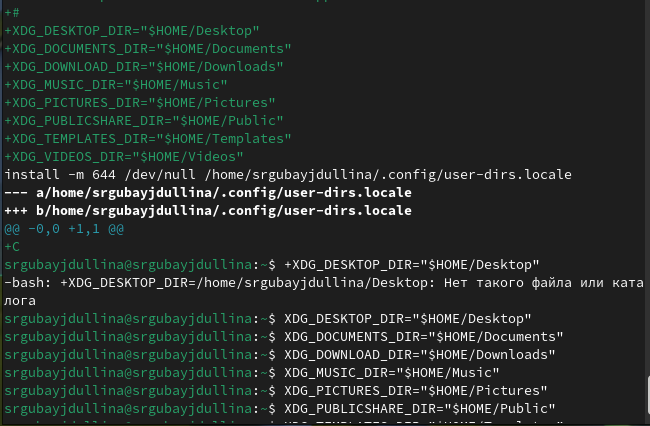 +#
+XDG_DESKTOP_DIR="$HOME/Desktop"
+XDG_DOCUMENTS_DIR="$HOME/Documents"
+XDG_DOWNLOAD_DIR="$HOME/Downloads"
+XDG_MUSIC_DIR="$HOME/Music"
+XDG_PICTURES_DIR="$HOME/Pictures"
+XDG_PUBLICSHARE_DIR="$HOME/Public"
+XDG_TEMPLATES_DIR="$HOME/Templates"
+XDG_VIDEOS_DIR="$HOME/Videos"
install -m 644 /dev/null /home/srgubayjdullina/.config/user-dirs.locale
--- a/home/srgubayjdullina/.config/user-dirs.locale
+++ b/home/srgubayjdullina/.config/user-dirs.locale
@@ -0,0 +1,1 @@
+C
srgubayjdullina@srgubayjdullina:~$ +XDG_DESKTOP_DIR="$HOME/Desktop"
-bash: +XDG_DESKTOP_DIR=/home/srgubayjdullina/Desktop: Нет такого файла или ката
лога
srgubayjdullina@srgubayjdullina:~$ XDG_DESKTOP_DIR="$HOME/Desktop"
srgubayjdullina@srgubayjdullina:~$ XDG_DOCUMENTS_DIR="$HOME/Documents"
srgubayjdullina@srgubayjdullina:~$ XDG_DOWNLOAD_DIR="$HOME/Downloads"
srgubayjdullina@srgubayjdullina:~$ XDG_MUSIC_DIR="$HOME/Music"
srgubayjdullina@srgubayjdullina:~$ XDG_PICTURES_DIR="$HOME/Pictures"
srgubayjdullina@srgubayjdullina:~$ XDG_PUBLICSHARE_DIR="$HOME/Public"